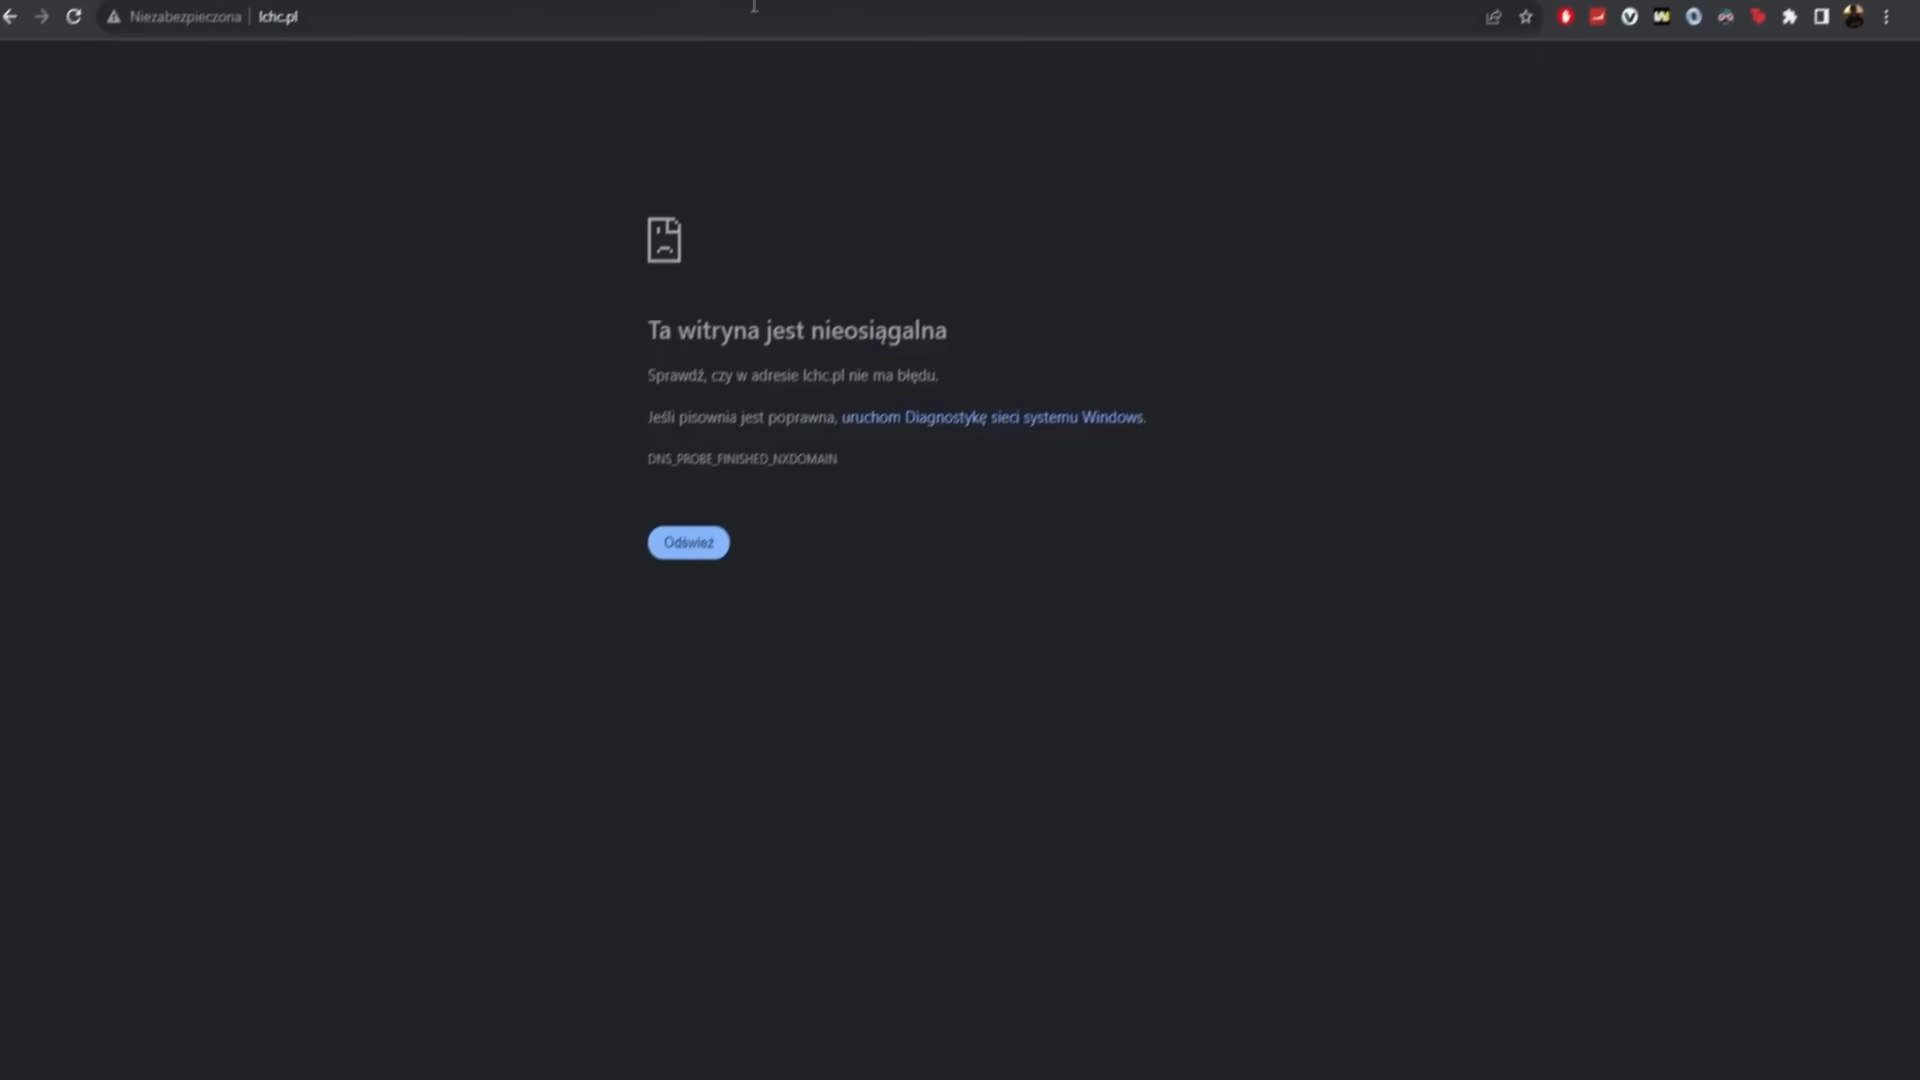 Niezabezpieczona | lchc.pl
Ta witryna jest nieosiągalna
Sprawdź, czy w adresie lchc.pl nie ma błędu.
Jeśli pisownia jest poprawna, uruchom Diagnostykę sieci systemu Windows.
DNS_PROBE_FINISHED_NXDOMAIN
Odśwież